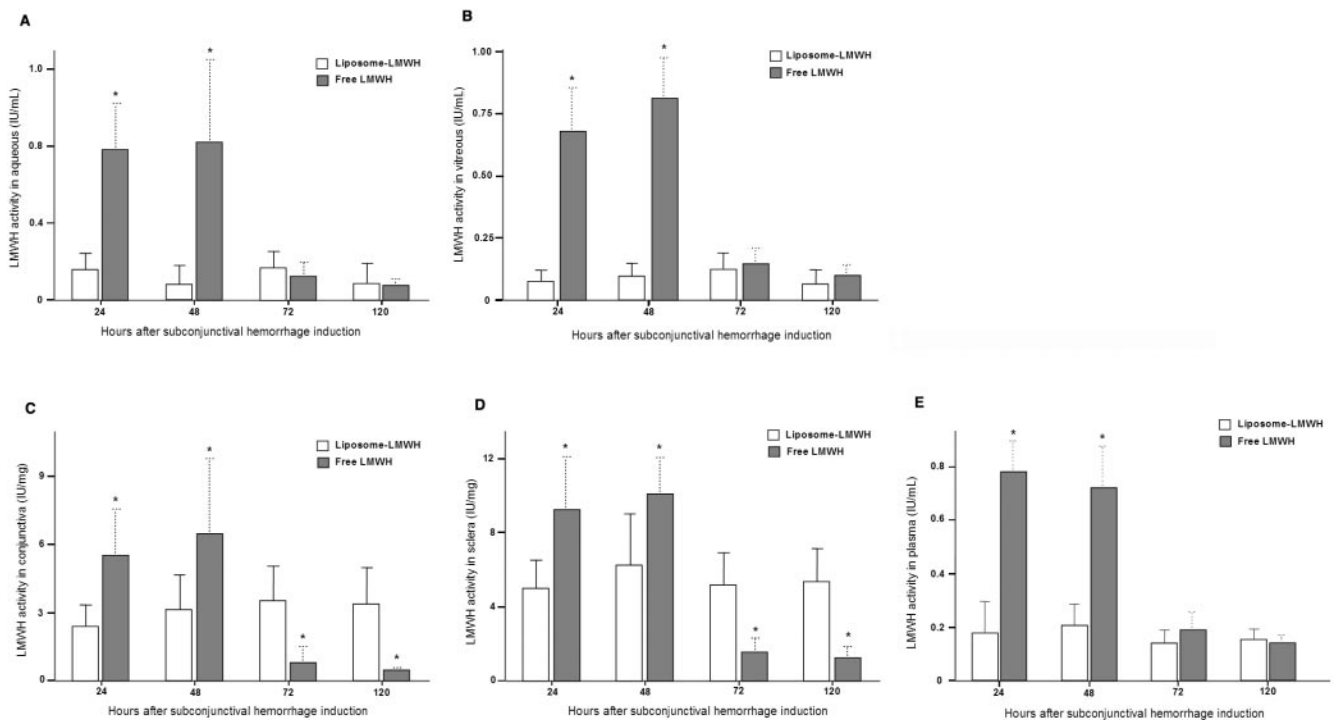 A
LMWH activity in aqueous (IU/mL)
1.0
0.8
0.4
0
*
*
Liposome-LMWH
Free LMWH
24
48
72
120
Hours after subconjunctival hemorrhage induction
B
LMWH activity in vitreous (IU/mL)
1.00
0.75
0.50
0.25
0
*
*
Liposome-LMWH
Free LMWH
24
48
72
120
Hours after subconjunctival hemorrhage induction
C
LMWH activity in conjunctiva (IU/mg)
9
6
3
0
*
*
*
*
Liposome-LMWH
Free LMWH
24
48
72
120
Hours after subconjunctival hemorrhage induction
D
LMWH activity in sclera (IU/mg)
12
8
4
0
*
*
*
*
Liposome-LMWH
Free LMWH
24
48
72
120
Hours after subconjunctival hemorrhage induction
E
LMWH activity in plasma (IU/mL)
0.8
0.6
0.4
0.2
0
*
*
Liposome-LMWH
Free LMWH
24
48
72
120
Hours after subconjunctival hemorrhage induction